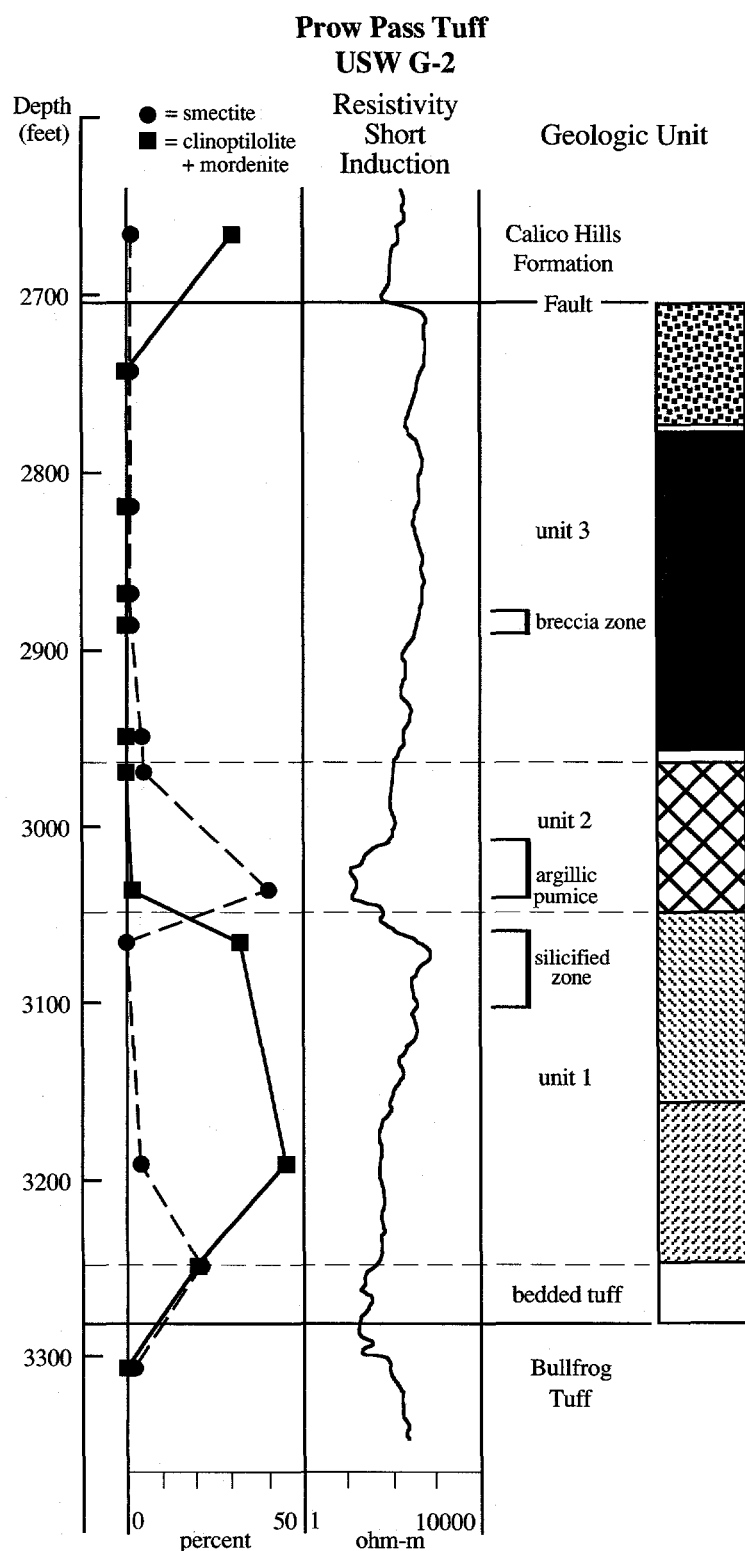 Prow Pass Tuff
USW G-2
Depth
(feet)
= smectite
= clinoptilolite
+ mordenite
Resistivity
Short
Induction
Geologic Unit
Calico Hills
Formation
2700
Fault
2800
unit 3
breccia zone
2900
3000
unit 2
argillic
pumice
silicified
zone
3100
unit 1
3200
bedded tuff
3300
Bullfrog
Tuff
0 50 1 10000
percent ohm-m